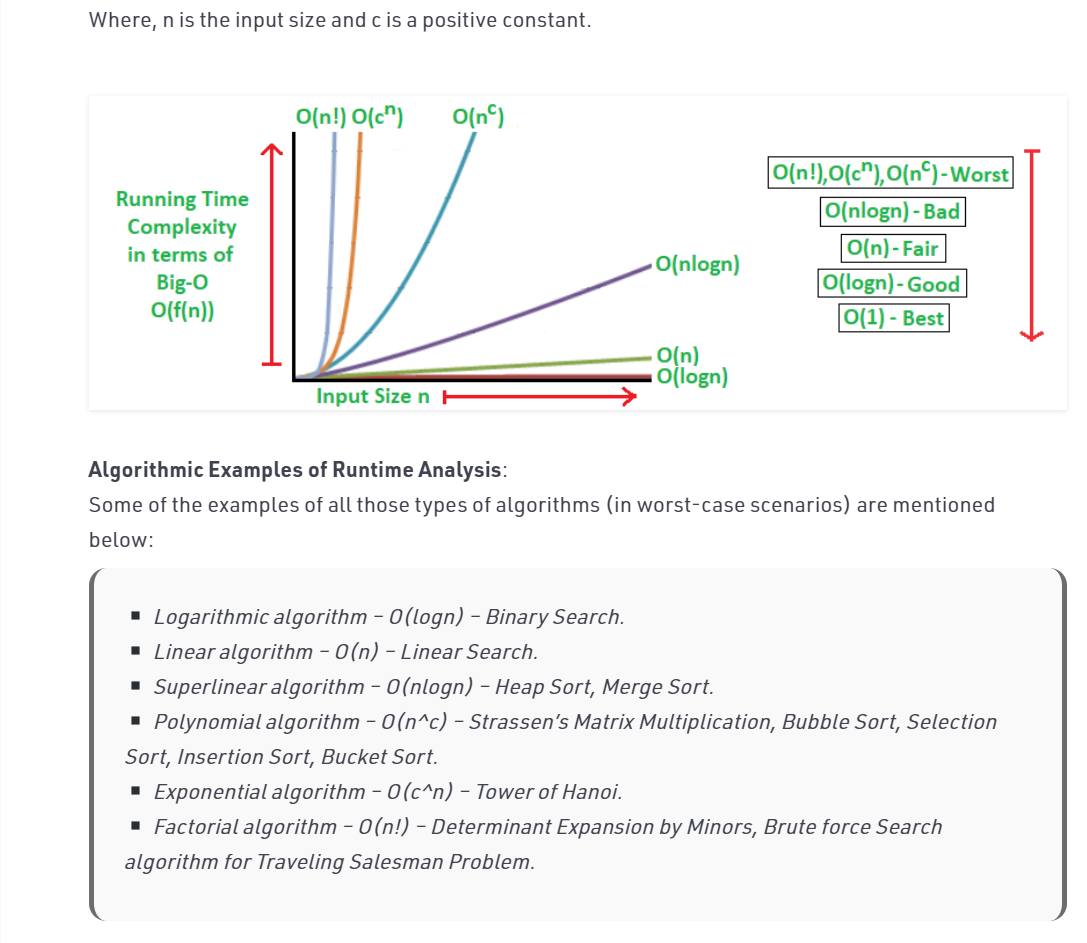 Where, n is the input size and c is a positive constant.
O(n!) O(cⁿ) O(nᶜ)
Running Time
Complexity
in terms of
Big-O
O(f(n))
O(nlogn)
O(n)
O(logn)
Input Size n
O(n!),O(cⁿ),O(nᶜ)-Worst
O(nlogn) - Bad
O(n) - Fair
O(logn) - Good
O(1) - Best
Algorithmic Examples of Runtime Analysis:
Some of the examples of all those types of algorithms (in worst-case scenarios) are mentioned
below:
▪ Logarithmic algorithm – O(logn) – Binary Search.
▪ Linear algorithm – O(n) – Linear Search.
▪ Superlinear algorithm – O(nlogn) – Heap Sort, Merge Sort.
▪ Polynomial algorithm – O(n^c) – Strassen’s Matrix Multiplication, Bubble Sort, Selection
Sort, Insertion Sort, Bucket Sort.
▪ Exponential algorithm – O(c^n) – Tower of Hanoi.
▪ Factorial algorithm – O(n!) – Determinant Expansion by Minors, Brute force Search
algorithm for Traveling Salesman Problem.